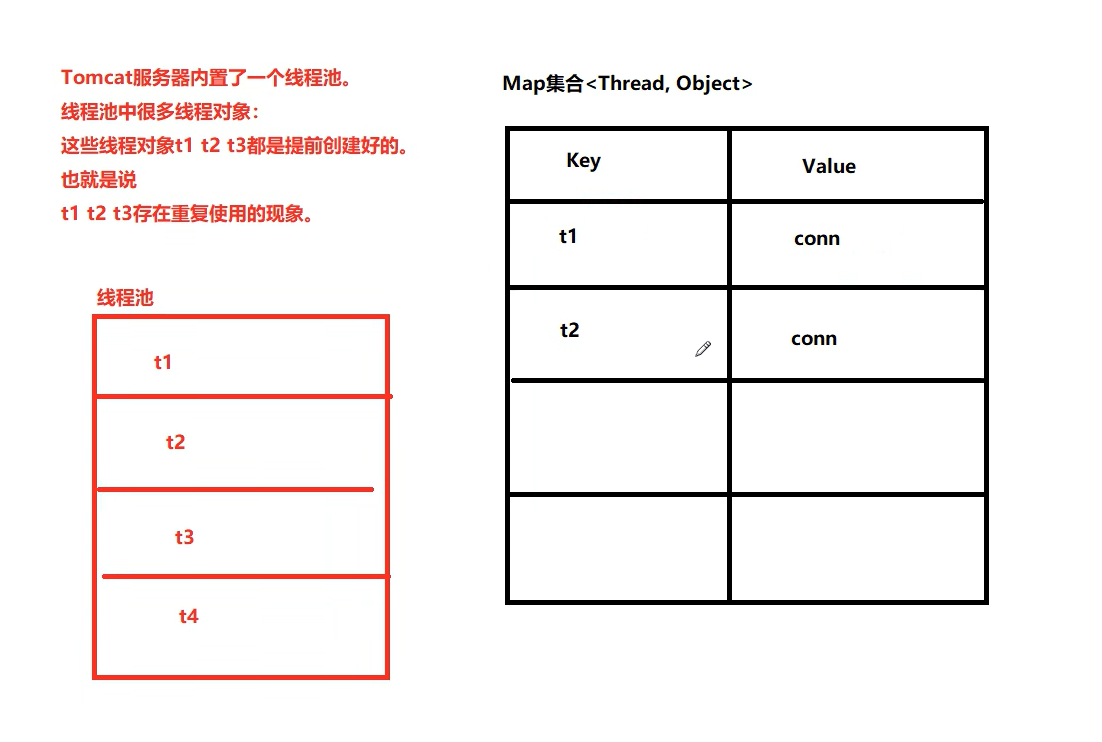 Tomcat服务器内置了一个线程池。
线程池中很多线程对象：
这些线程对象t1 t2 t3都是提前创建好的。
也就是说
t1 t2 t3存在重复使用的现象。
线程池
t1
t2
t3
t4
Map集合<Thread, Object>
Key Value
t1 conn
t2 conn